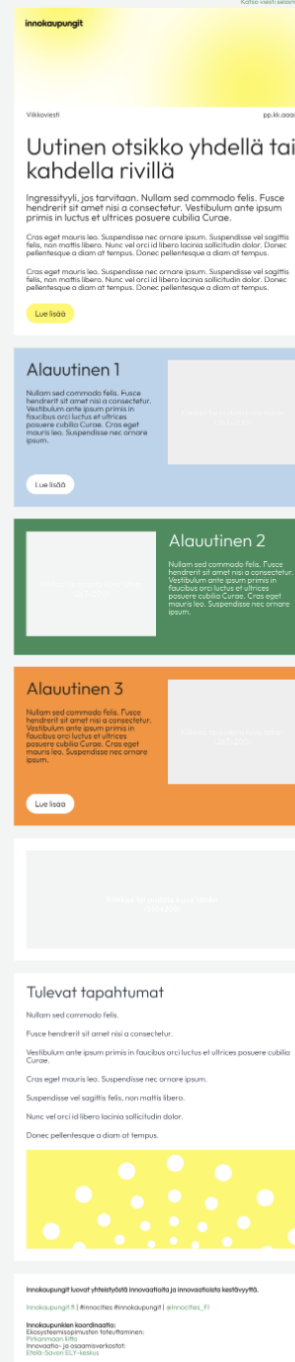 Katso viesti selain
innokaupungit
Viikkoviesti
pp.kk.aaaa
Uutinen otsikko yhdellä tai
kahdella rivillä
Ingressityyli, jos tarvitaan. Nullam sed commodo felis. Fusce
hendrerit sit amet nisi a consectetur. Vestibulum ante ipsum
primis in luctus et ultrices posuere cubilia Curae.
Cras eget mauris leo. Suspendisse nec ornare ipsum. Suspendisse vel sagittis
felis, non mattis libero. Nunc vel orci id libero lacinia sollicitudin dolor. Donec
pellentesque a diam at tempus. Donec pellentesque a diam at tempus.
Cras eget mauris leo. Suspendisse nec ornare ipsum. Suspendisse vel sagittis
felis, non mattis libero. Nunc vel orci id libero lacinia sollicitudin dolor. Donec
pellentesque a diam at tempus. Donec pellentesque a diam at tempus.
Lue lisää
Alauutinen 1
Nullam sed commodo felis. Fusce
hendrerit sit amet nisi a consectetur.
Vestibulum ante ipsum primis in
faucibus orci luctus et ultrices
posuere cubilia Curae. Cras eget
mauris leo. Suspendisse nec ornare
ipsum.
Lue lisää
Alauutinen 2
Nullam sed commodo felis. Fusce
hendrerit sit amet nisi a consectetur.
Vestibulum ante ipsum primis in
faucibus orci luctus et ultrices
posuere cubilia Curae. Cras eget
mauris leo. Suspendisse nec ornare
ipsum.
Alauutinen 3
Nullam sed commodo felis. Fusce
hendrerit sit amet nisi a consectetur.
Vestibulum ante ipsum primis in
faucibus orci luctus et ultrices
posuere cubilia Curae. Cras eget
mauris leo. Suspendisse nec ornare
ipsum.
Lue lisää
Tulevat tapahtumat
Nullam sed commodo felis.
Fusce hendrerit sit amet nisi a consectetur.
Vestibulum ante ipsum primis in faucibus orci luctus et ultrices posuere cubilia
Curae.
Cras eget mauris leo. Suspendisse nec ornare ipsum.
Suspendisse vel sagittis felis, non mattis libero.
Nunc vel orci id libero lacinia sollicitudin dolor.
Donec pellentesque a diam at tempus.
Innokaupungit luovat yhteistyöstä innovaatioita ja innovaatioista kestävyyttä.
Innokaupungit.fi | #innocities #innokaupungit | @Innocities_FI
Innokaupunkien koordinaatio:
Ekosysteemisopimusten toteuttaminen:
Pirkanmaan liitto
Innovaatio- ja osaamisverkostot:
Etelä-Savon ELY-keskus